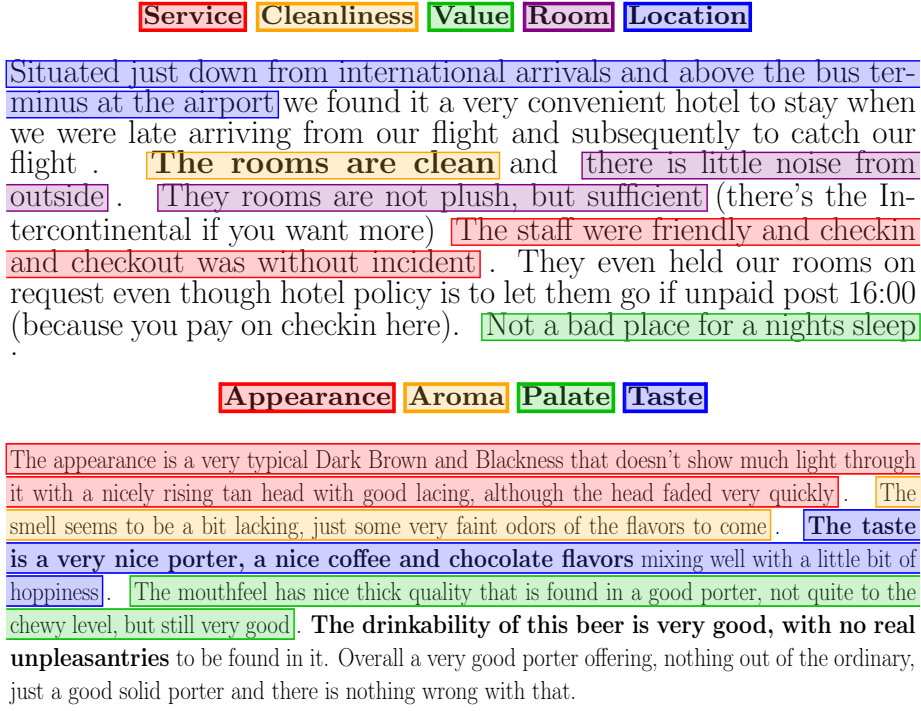 Service Cleanliness Value Room Location
Situated just down from international arrivals and above the bus ter-
minus at the airport we found it a very convenient hotel to stay when
we were late arriving from our flight and subsequently to catch our
flight . The rooms are clean and there is little noise from
outside . They rooms are not plush, but sufficient (there's the In-
tercontinental if you want more) The staff were friendly and checkin
and checkout was without incident . They even held our rooms on
request even though hotel policy is to let them go if unpaid post 16:00
(because you pay on checkin here). Not a bad place for a nights sleep
.
Appearance Aroma Palate Taste
The appearance is a very typical Dark Brown and Blackness that doesn't show much light through
it with a nicely rising tan head with good lacing, although the head faded very quickly . The
smell seems to be a bit lacking, just some very faint odors of the flavors to come . The taste
is a very nice porter, a nice coffee and chocolate flavors mixing well with a little bit of
hoppiness . The mouthfeel has nice thick quality that is found in a good porter, not quite to the
chewy level, but still very good . The drinkability of this beer is very good, with no real
unpleasantries to be found in it. Overall a very good porter offering, nothing out of the ordinary,
just a good solid porter and there is nothing wrong with that.